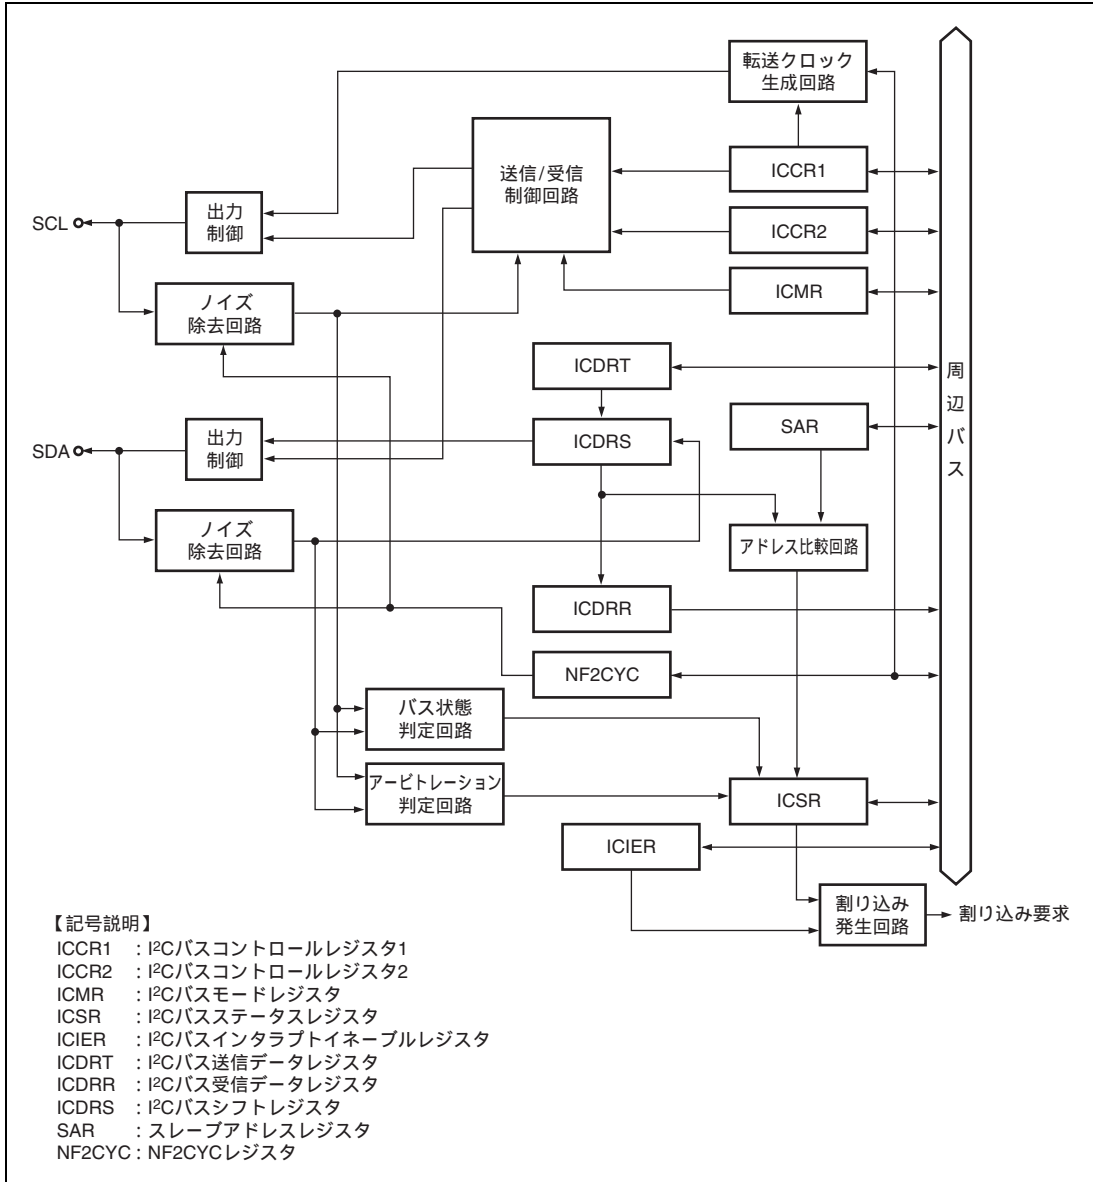 転送クロック
生成回路
送信/受信
制御回路
ICCR1
出力
制御
SCL
ICCR2
ノイズ
除去回路
ICMR
ICDRT
周辺バス
出力
制御
SDA
ICDRS
SAR
ノイズ
除去回路
アドレス比較回路
ICDRR
NF2CYC
バス状態
判定回路
アービトレーション
判定回路
ICSR
ICIER
割り込み
発生回路
割り込み要求
【記号説明】
ICCR1 : I²Cバスコントロールレジスタ1
ICCR2 : I²Cバスコントロールレジスタ2
ICMR : I²Cバスモードレジスタ
ICSR : I²Cバスステータスレジスタ
ICIER : I²Cバスインタラプトイネーブルレジスタ
ICDRT : I²Cバス送信データレジスタ
ICDRR : I²Cバス受信データレジスタ
ICDRS : I²Cバスシフトレジスタ
SAR : スレーブアドレスレジスタ
NF2CYC : NF2CYCレジスタ